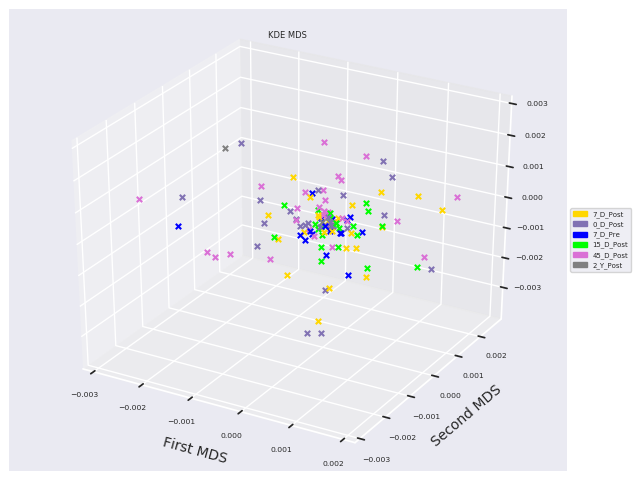 KDE MDS
0.003
0.002
0.001
0.000
−0.001
−0.002
−0.003
7_D_Post
0_D_Post
7_D_Pre
15_D_Post
45_D_Post
2_Y_Post
0.002
0.001
0.000
−0.001
−0.002
−0.003
Second MDS
−0.003
−0.002
−0.001
0.000
0.001
0.002
First MDS